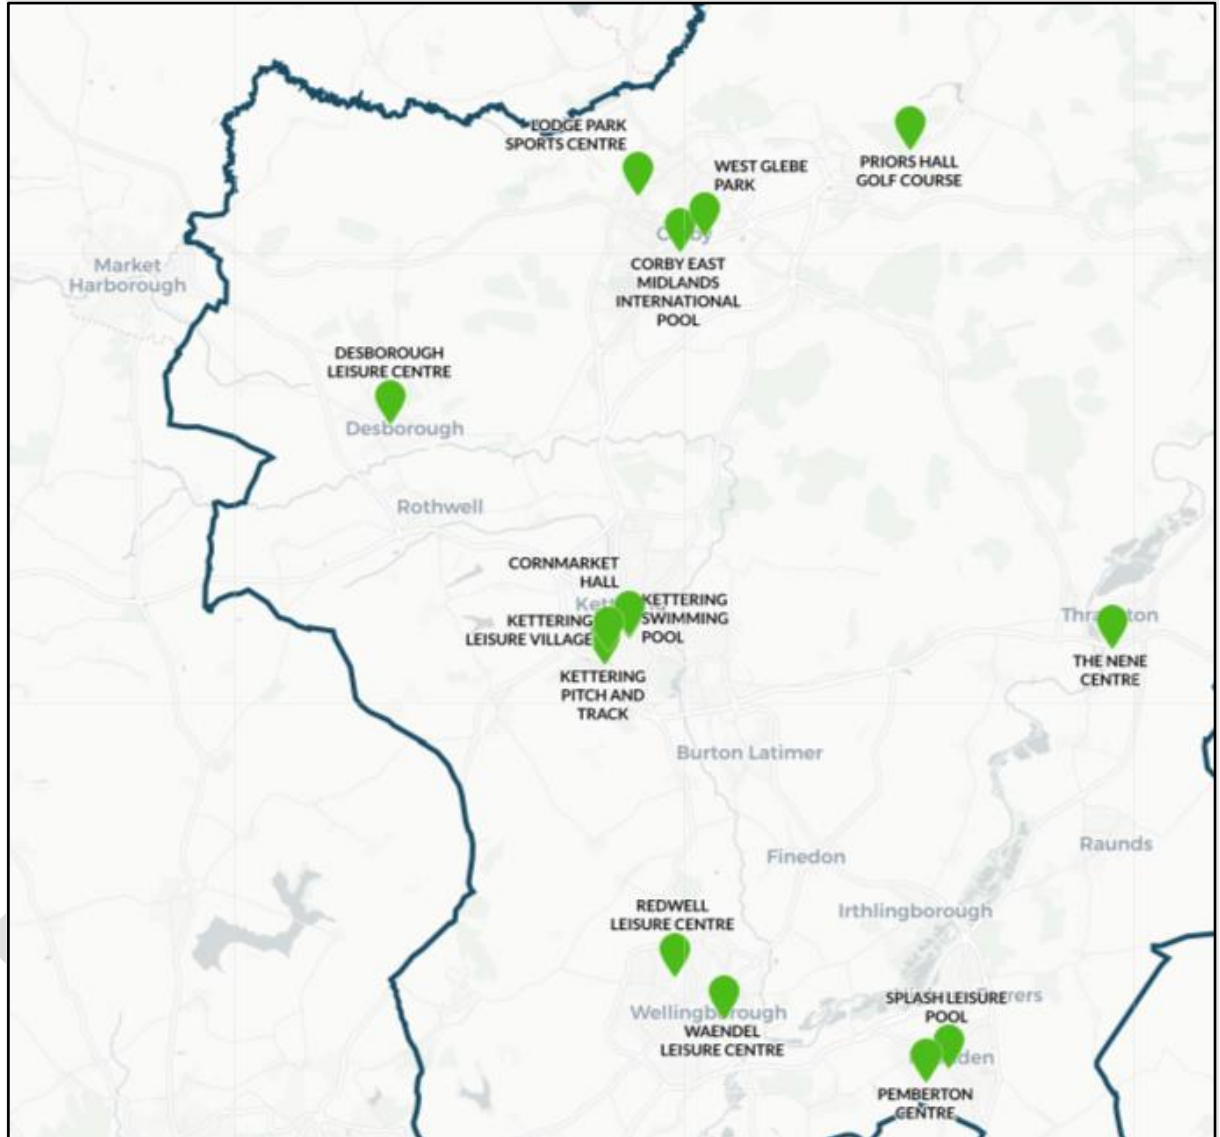 LODGE PARK
SPORTS CENTRE
WEST GLEBE
PARK
PRIORS HALL
GOLF COURSE
CORBY EAST
MIDLANDS
INTERNATIONAL
POOL
Market
Harborough
DESBOROUGH
LEISURE CENTRE
Desborough
Rothwell
CORNMARKET
HALL
KETTERING
SWIMMING
POOL
KETTERING
LEISURE VILLAGE
KETTERING
PITCH AND
TRACK
THE NENE
CENTRE
Burton Latimer
Finedon
Raunds
Irthlingborough
REDWELL
LEISURE CENTRE
Wellingborough
WAENDEL
LEISURE CENTRE
SPLASH LEISURE
POOL
PEMBERTON
CENTRE